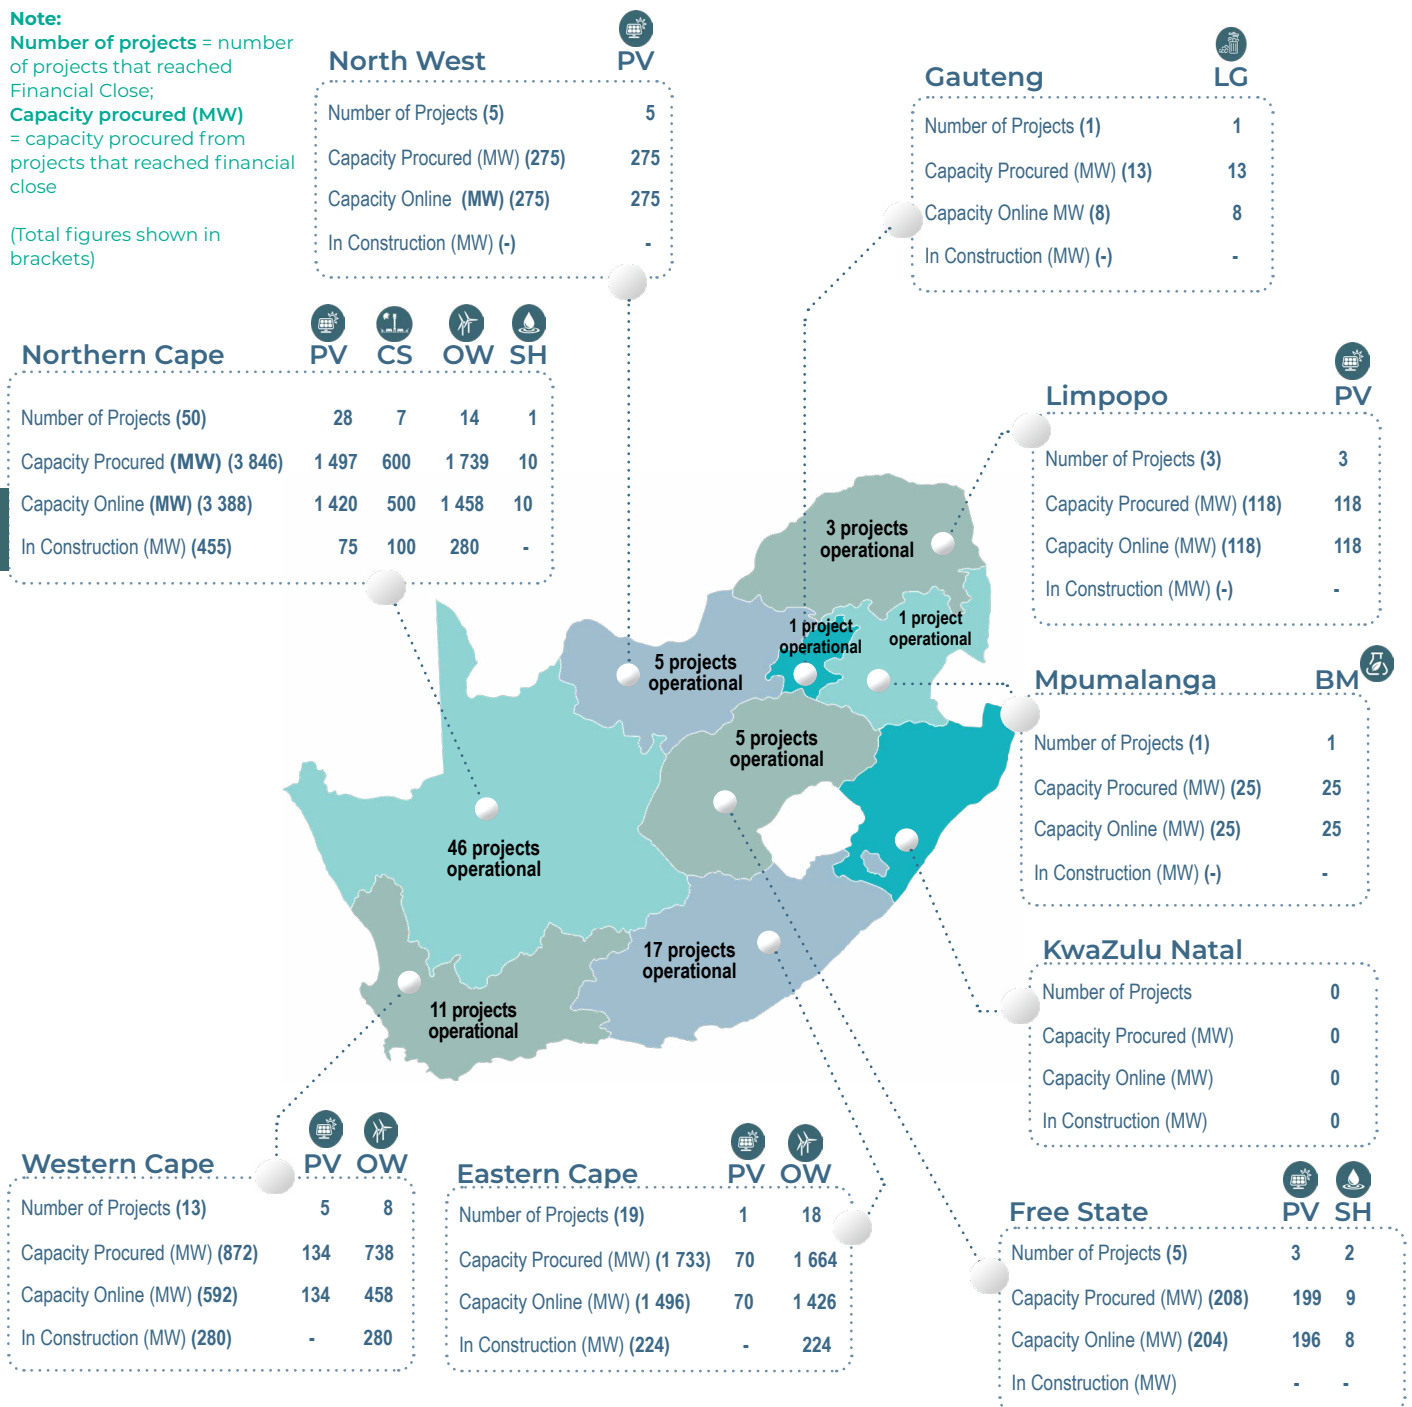 Note:
Number of projects = number
of projects that reached
Financial Close;
Capacity procured (MW)
= capacity procured from
projects that reached financial
close
(Total figures shown in
brackets)
North West PV
Number of Projects (5) 5
Capacity Procured (MW) (275) 275
Capacity Online (MW) (275) 275
In Construction (MW) (-) -
Gauteng LG
Number of Projects (1) 1
Capacity Procured (MW) (13) 13
Capacity Online MW (8) 8
In Construction (MW) (-) -
Northern Cape PV CS OW SH
Number of Projects (50) 28 7 14 1
Capacity Procured (MW) (3 846) 1 497 600 1 739 10
Capacity Online (MW) (3 388) 1 420 500 1 458 10
In Construction (MW) (455) 75 100 280 -
Limpopo PV
Number of Projects (3) 3
Capacity Procured (MW) (118) 118
Capacity Online (MW) (118) 118
In Construction (MW) (-) -
3 projects
operational
1 project
operational
1 project
operational
5 projects
operational
5 projects
operational
46 projects
operational
17 projects
operational
11 projects
operational
Mpumalanga BM
Number of Projects (1) 1
Capacity Procured (MW) (25) 25
Capacity Online (MW) (25) 25
In Construction (MW) (-) -
KwaZulu Natal
Number of Projects 0
Capacity Procured (MW) 0
Capacity Online (MW) 0
In Construction (MW) 0
Western Cape PV OW
Number of Projects (13) 5 8
Capacity Procured (MW) (872) 134 738
Capacity Online (MW) (592) 134 458
In Construction (MW) (280) - 280
Eastern Cape PV OW
Number of Projects (19) 1 18
Capacity Procured (MW) (1 733) 70 1 664
Capacity Online (MW) (1 496) 70 1 426
In Construction (MW) (224) - 224
Free State PV SH
Number of Projects (5) 3 2
Capacity Procured (MW) (208) 199 9
Capacity Online (MW) (204) 196 8
In Construction (MW) - -